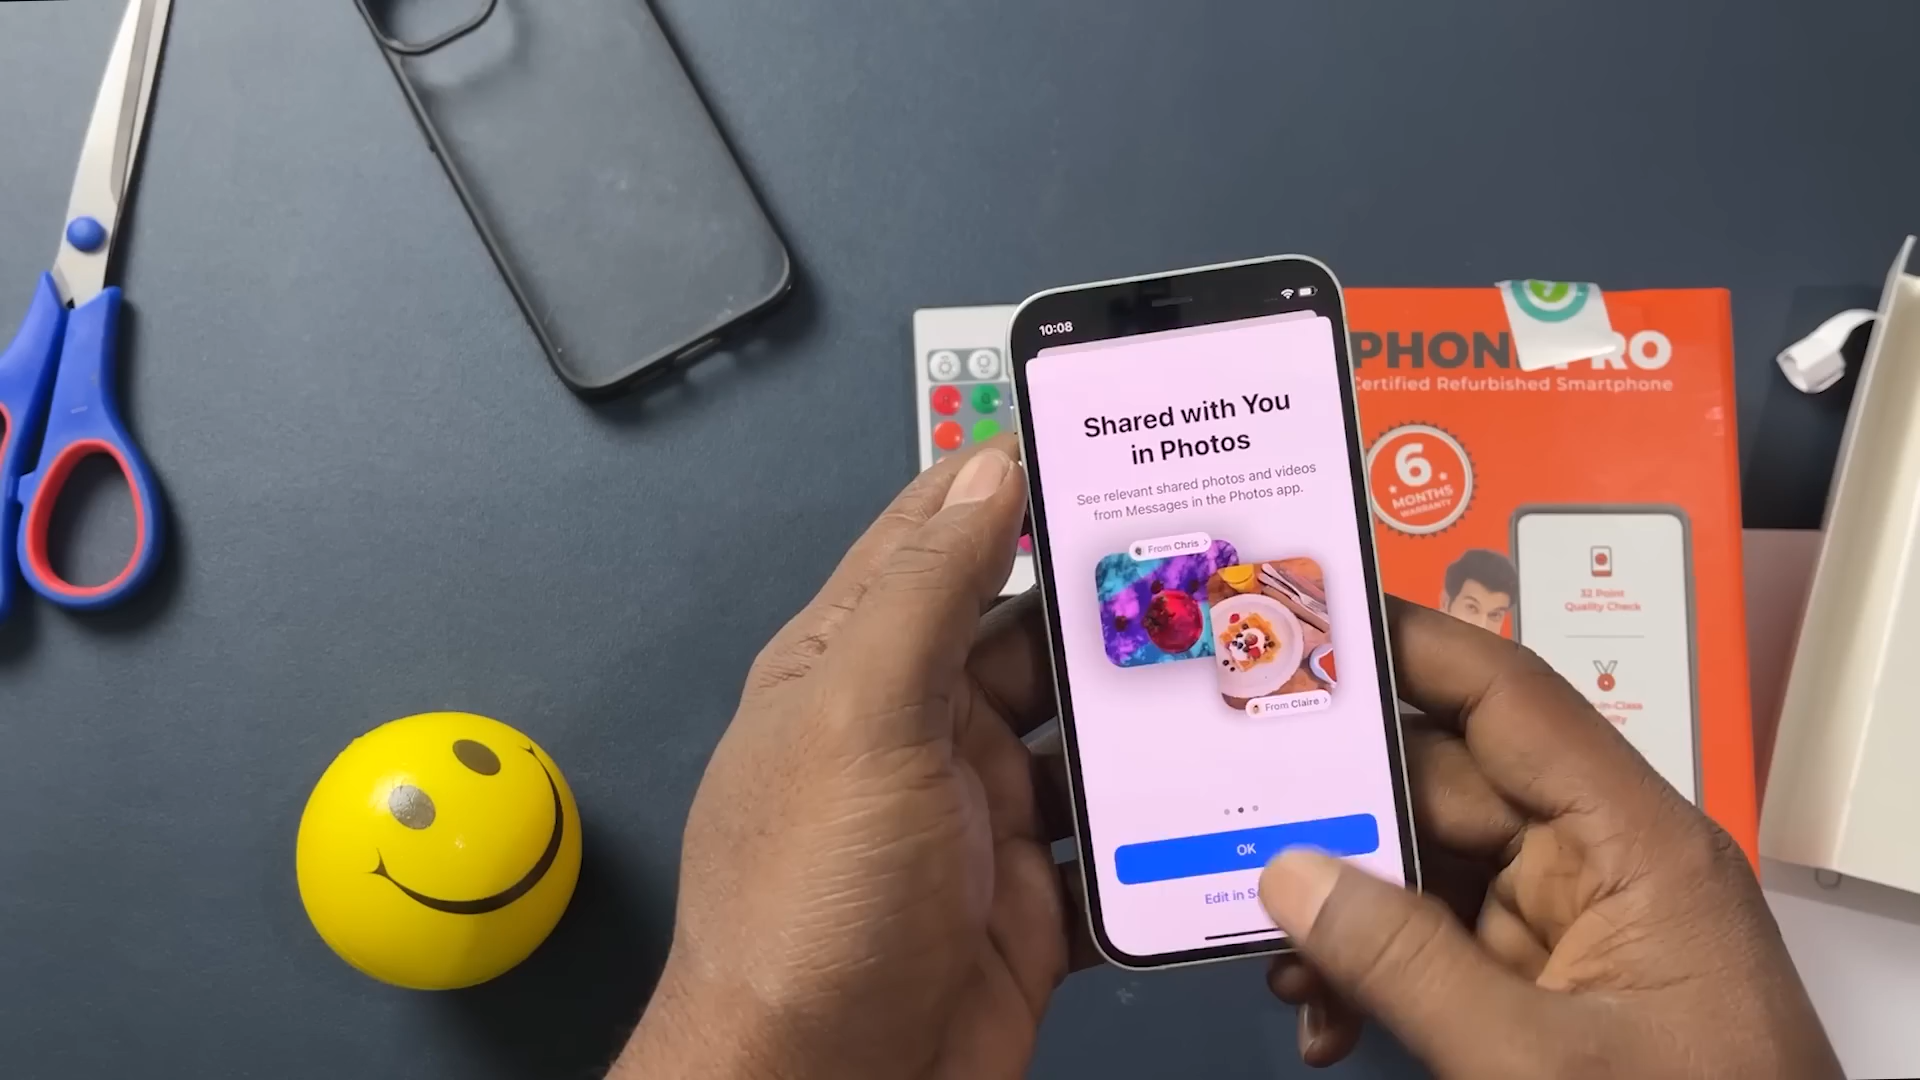 10:08
Shared with You
in Photos
See relevant shared photos and videos
from Messages in the Photos app.
From Chris
From Claire
OK
Edit in
PHON PRO
Certified Refurbished Smartphone
6
MONTHS
WARRANTY
32 Point
Quality Check